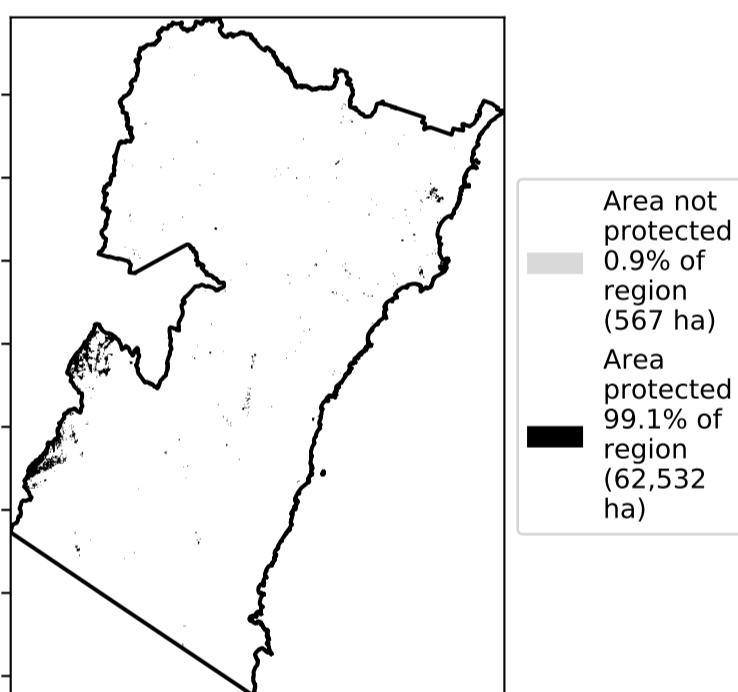 Area not
protected
0.9% of
region
(567 ha)
Area
protected
99.1% of
region
(62,532
ha)